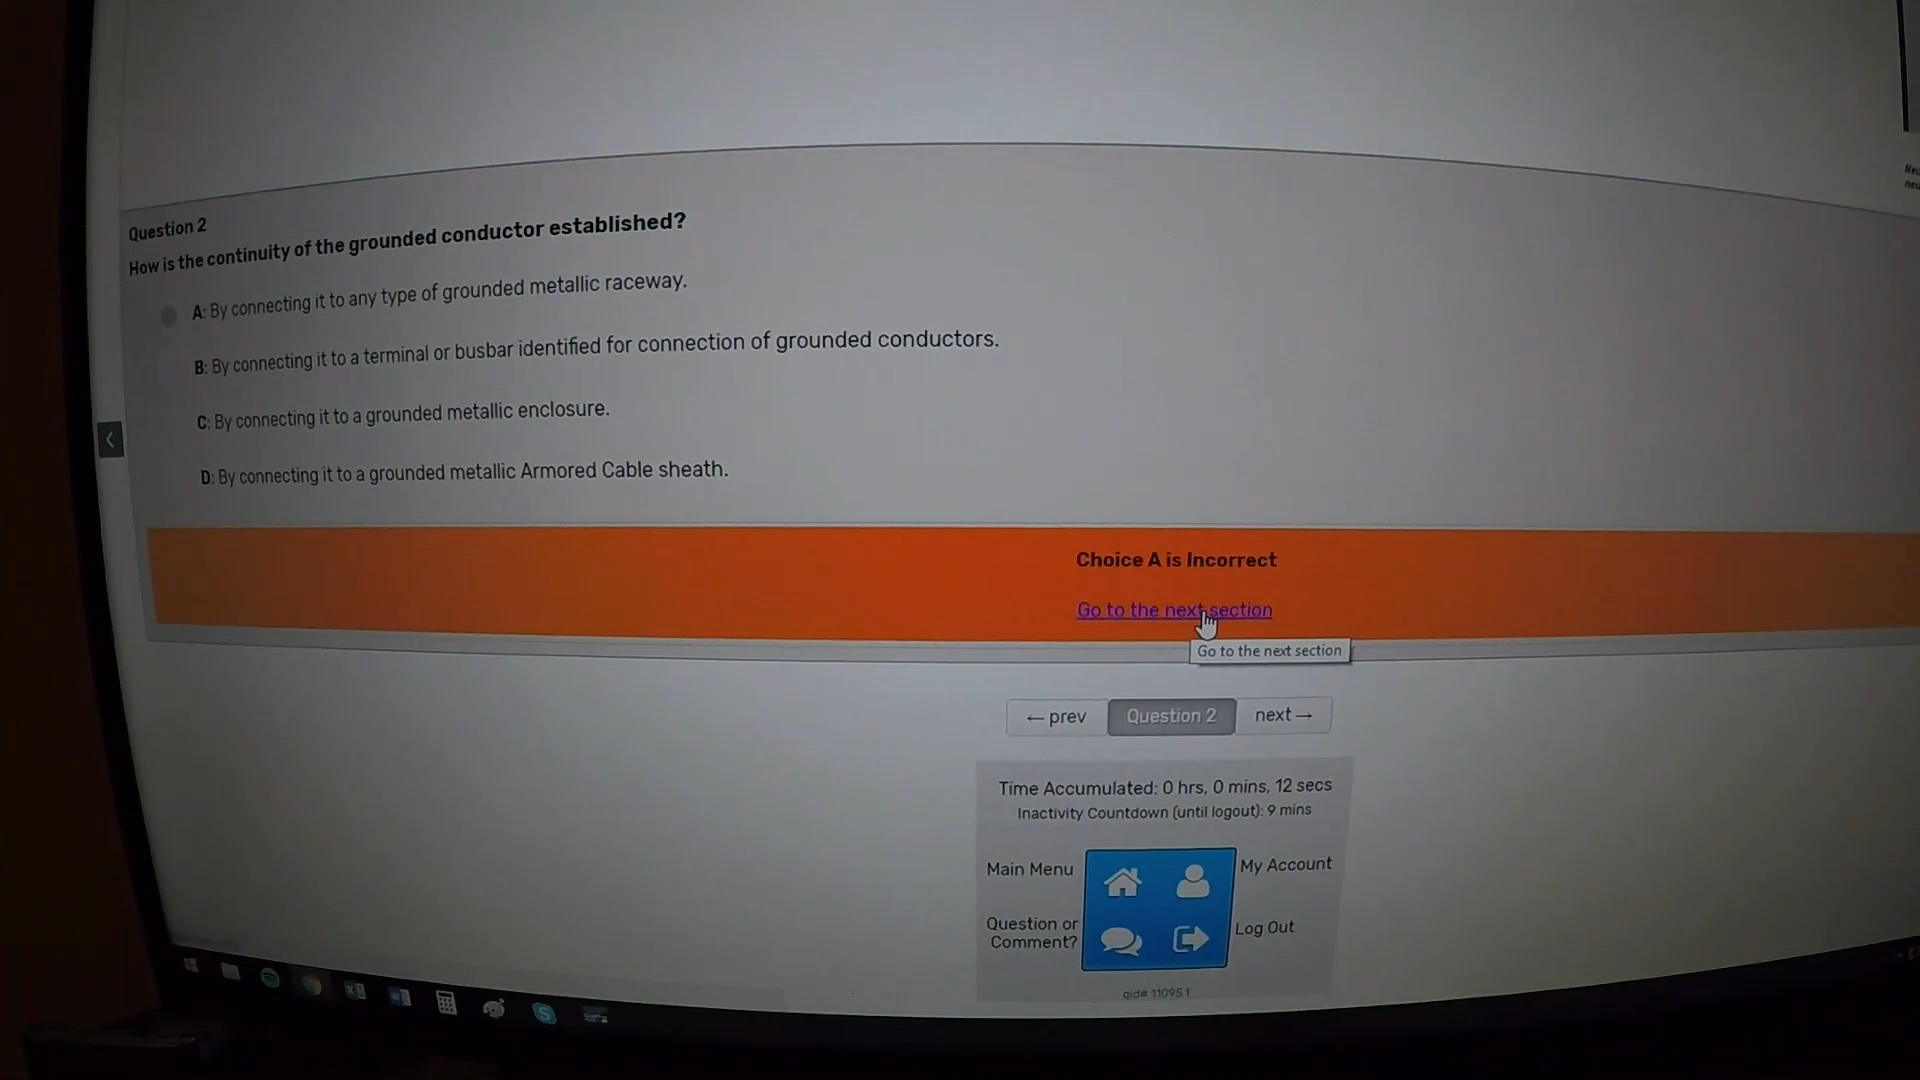 Question 2
How is the continuity of the grounded conductor established?
A: By connecting it to any type of grounded metallic raceway.
B: By connecting it to a terminal or busbar identified for connection of grounded conductors.
C: By connecting it to a grounded metallic enclosure.
D: By connecting it to a grounded metallic Armored Cable sheath.
Choice A is Incorrect
Go to the next section
Go to the next section
← prev
Question 2
next →
Time Accumulated: 0 hrs, 0 mins, 12 secs
Inactivity Countdown (until logout): 9 mins
Main Menu
My Account
Question or
Comment?
Log Out
qid# 110951